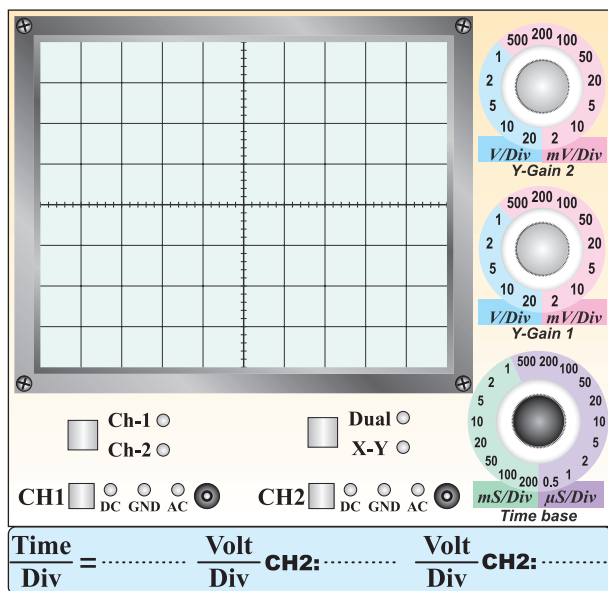 500 200 100
1 50
2 20
5 5
10 10
20 2
V/Div mV/Div
Y-Gain 2
500 200 100
1 50
2 20
5 5
10 10
20 2
V/Div mV/Div
Y-Gain 1
1 500 200
2 100
5 50
10 20
20 10
50 5
100 2
200 0.5 1
mS/Div µS/Div
Time base
Ch-1
Ch-2
Dual
X-Y
CH1 DC GND AC
CH2 DC GND AC
Time/Div = ............ Volt/Div CH2: ............ Volt/Div CH2: ............